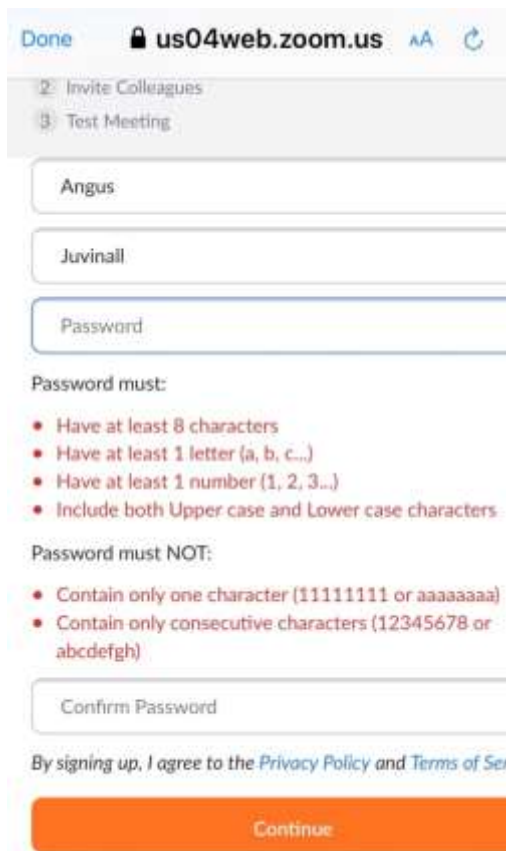 Done us04web.zoom.us AA
2 Invite Colleagues
3 Test Meeting
Angus
Juvinall
Password
Password must:
• Have at least 8 characters
• Have at least 1 letter (a, b, c...)
• Have at least 1 number (1, 2, 3...)
• Include both Upper case and Lower case characters
Password must NOT:
• Contain only one character (11111111 or aaaaaaaa)
• Contain only consecutive characters (12345678 or
abcdefgh)
Confirm Password
By signing up, I agree to the Privacy Policy and Terms of Ser
Continue